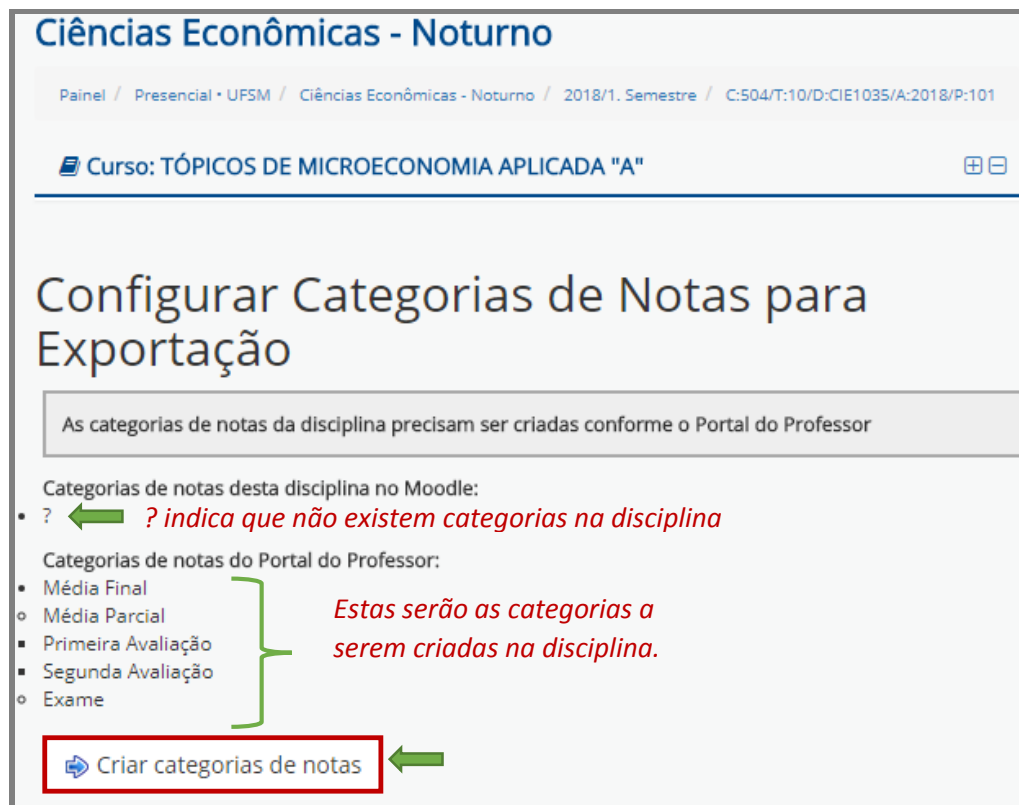 Ciências Econômicas - Noturno
Painel / Presencial • UFSM / Ciências Econômicas - Noturno / 2018/1. Semestre / C:504/T:10/D:CIE1035/A:2018/P:101
Curso: TÓPICOS DE MICROECONOMIA APLICADA "A"
Configurar Categorias de Notas para
Exportação
As categorias de notas da disciplina precisam ser criadas conforme o Portal do Professor
Categorias de notas desta disciplina no Moodle:
• ? ? indica que não existem categorias na disciplina
Categorias de notas do Portal do Professor:
• Média Final
◦ Média Parcial
▪ Primeira Avaliação
▪ Segunda Avaliação
◦ Exame
Estas serão as categorias a
serem criadas na disciplina.
Criar categorias de notas